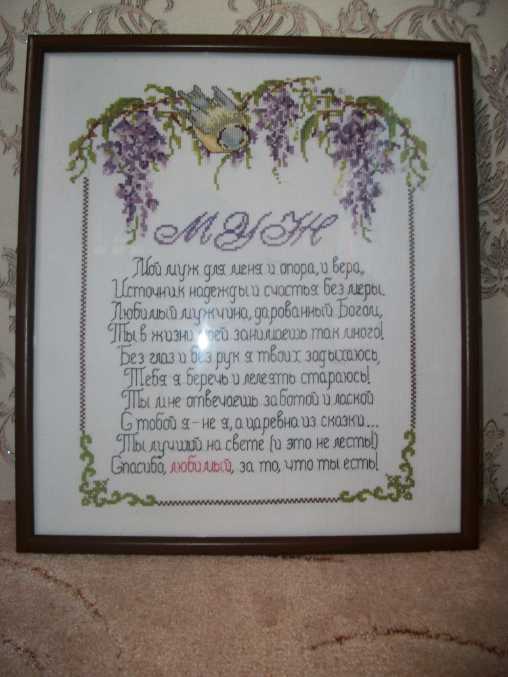 МУЖ
Мой муж для меня и опора, и вера,
Источник надежды и счастья без меры.
Любимый мужчина, дарованный Богом,
Ты в жизни моей занимаешь так много!
Без глаз и без рук я твоих задыхаюсь,
Тебя я беречь и лелеять стараюсь!
Ты мне отвечаешь заботой и лаской
С тобой я - не я, а царевна из сказки...
Ты лучший на свете (и это не лесть!)
Спасибо, любимый, за то, что ты есть!